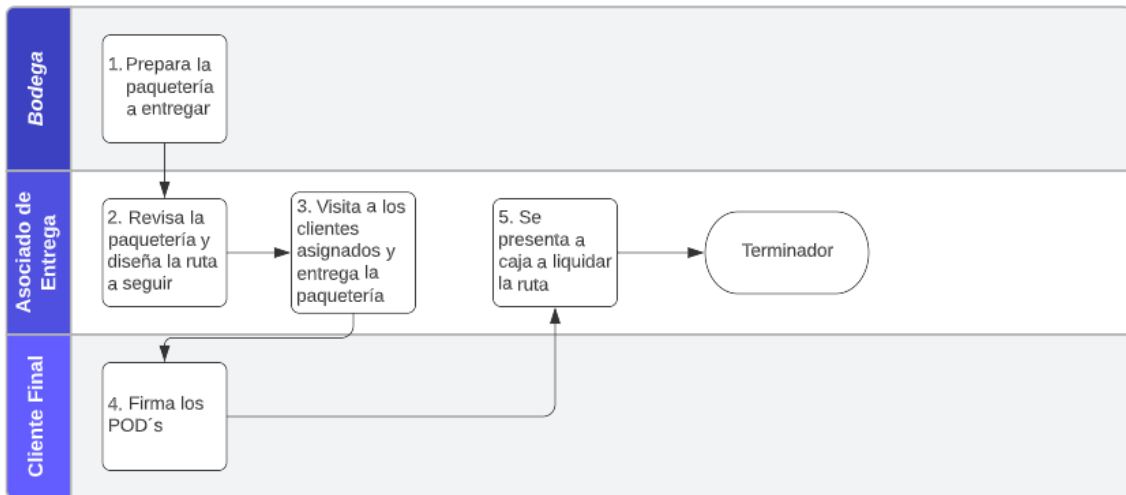 Bodega
1. Prepara la
paquetería
a entregar
Asociado de
Entrega
2. Revisa la
paquetería y
diseña la ruta
a seguir
3. Visita a los
clientes
asignados y
entrega la
paquetería
5. Se
presenta a
caja a liquidar
la ruta
Terminador
Cliente Final
4. Firma los
POD´s